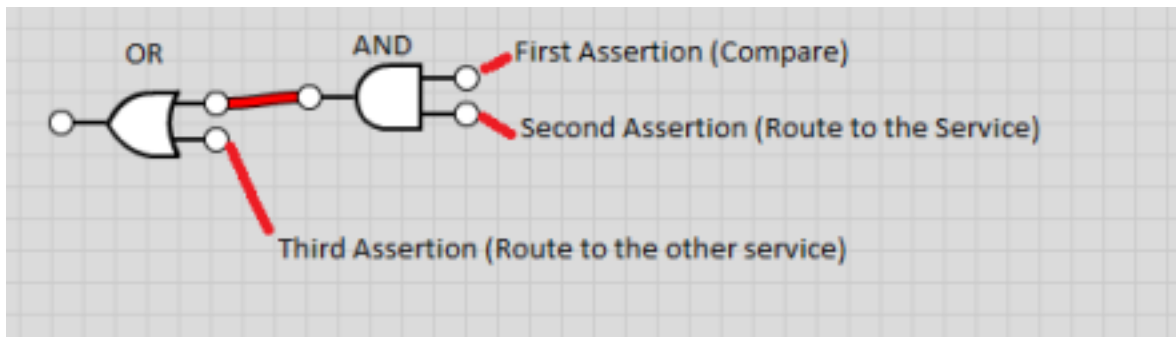 OR
AND
First Assertion (Compare)
Second Assertion (Route to the Service)
Third Assertion (Route to the other service)